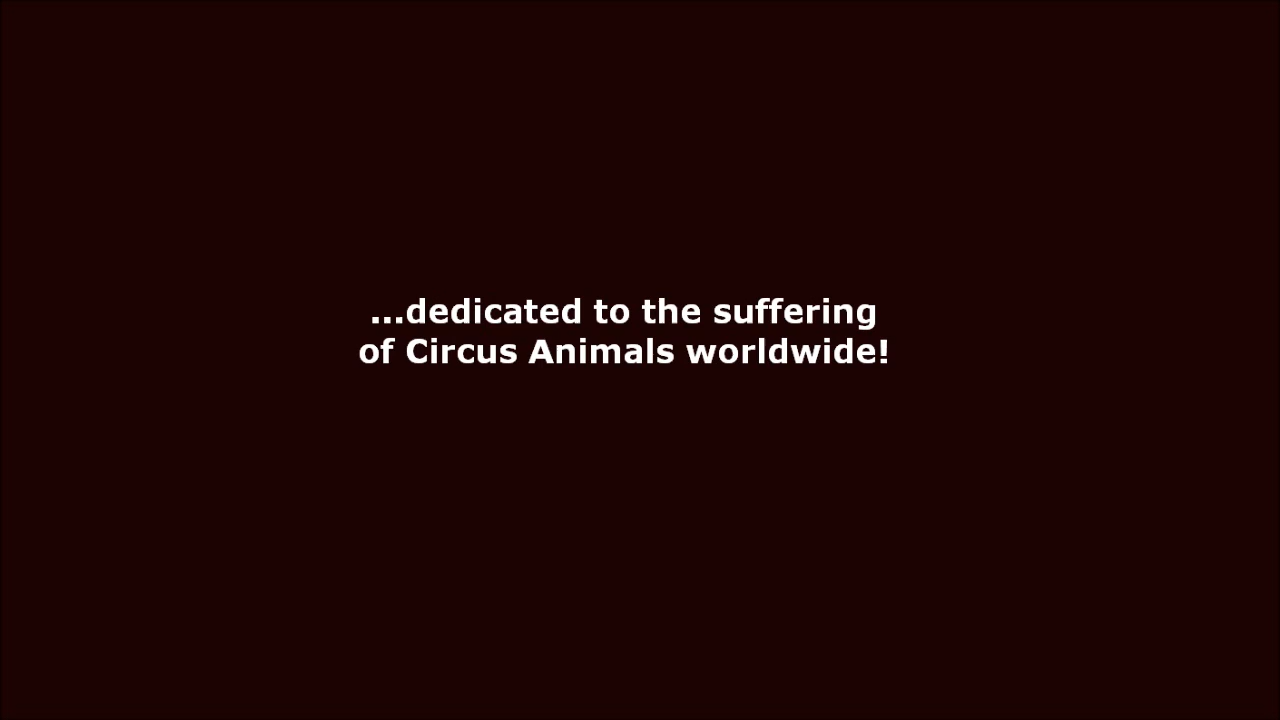 ...dedicated to the suffering
of Circus Animals worldwide!